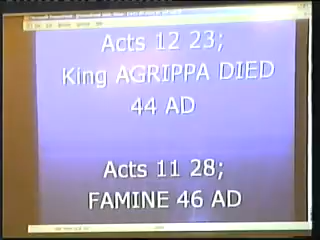 Acts 12 23;
King AGRIPPA DIED
44 AD
Acts 11 28;
FAMINE 46 AD